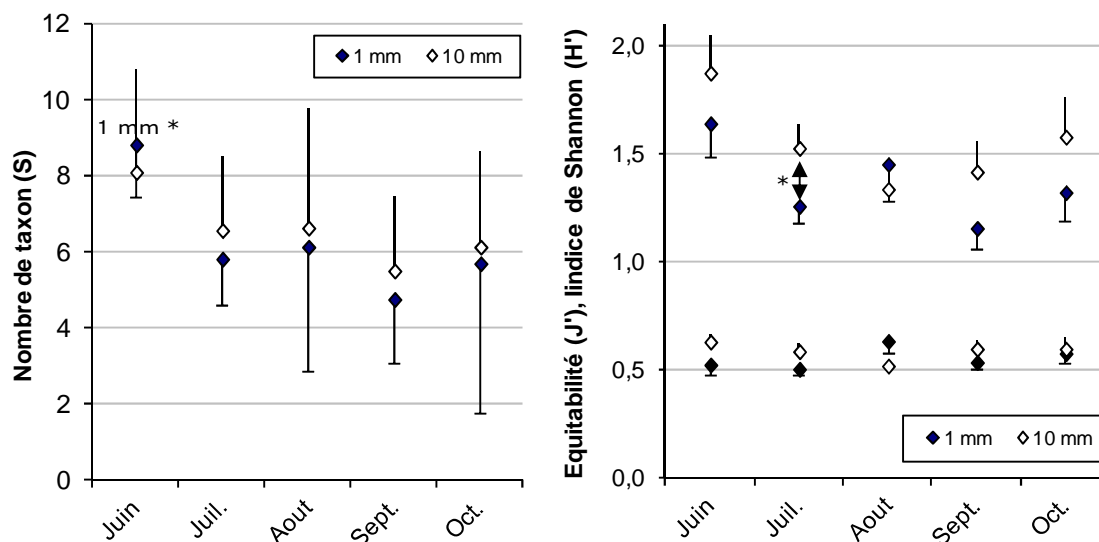 12
10
8
6
4
2
0
Nombre de taxon (S)
1 mm 10 mm
1 mm *
Juin
Juil.
Aout
Sept.
Oct.
2,0
1,5
1,0
0,5
0,0
Equitabilité (J'), lindice de Shannon (H')
*
1 mm 10 mm
Juin
Juil.
Aout
Sept.
Oct.